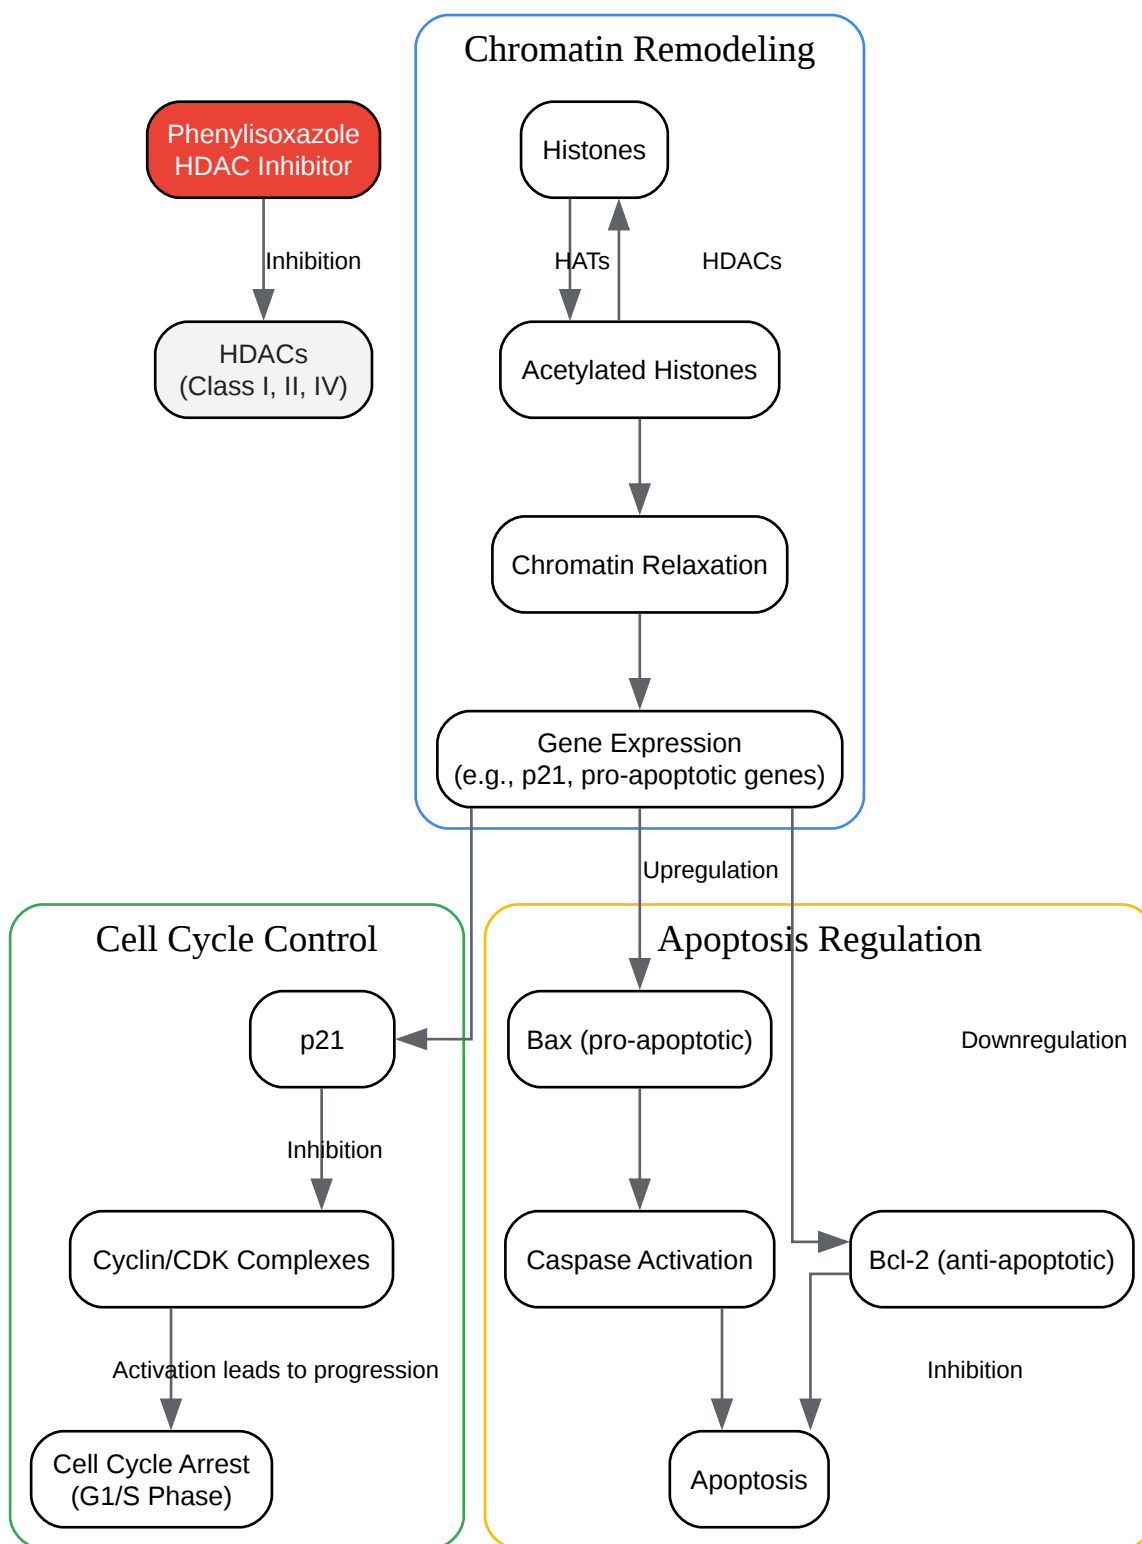 Chromatin Remodeling
Phenylisoxazole
HDAC Inhibitor
Histones
Inhibition
HATs
HDACs
HDACs
(Class I, II, IV)
Acetylated Histones
Chromatin Relaxation
Gene Expression
(e.g., p21, pro-apoptotic genes)
Upregulation
Cell Cycle Control
Apoptosis Regulation
p21
Bax (pro-apoptotic)
Downregulation
Inhibition
Cyclin/CDK Complexes
Caspase Activation
Bcl-2 (anti-apoptotic)
Activation leads to progression
Inhibition
Cell Cycle Arrest
(G1/S Phase)
Apoptosis